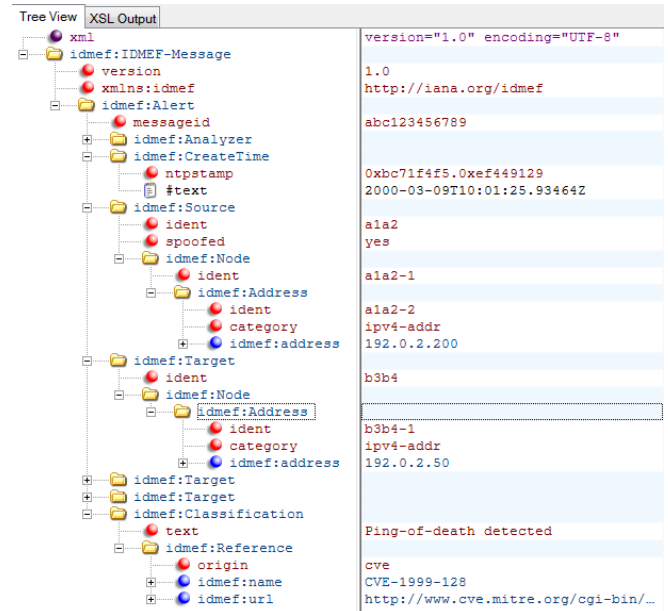 Tree View XSL Output
xml version="1.0" encoding="UTF-8"
idmef:IDMEF-Message
version 1.0
xmlns:idmef http://iana.org/idmef
idmef:Alert
messageid abc123456789
idmef:Analyzer
idmef:CreateTime
ntpstamp 0xbc71f4f5.0xef449129
#text 2000-03-09T10:01:25.93464Z
idmef:Source
ident a1a2
spoofed yes
idmef:Node
ident a1a2-1
idmef:Address
ident a1a2-2
category ipv4-addr
idmef:address 192.0.2.200
idmef:Target
ident b3b4
idmef:Node
idmef:Address
ident b3b4-1
category ipv4-addr
idmef:address 192.0.2.50
idmef:Target
idmef:Target
idmef:Classification
text Ping-of-death detected
idmef:Reference
origin cve
idmef:name CVE-1999-128
idmef:url http://www.cve.mitre.org/cgi-bin/...